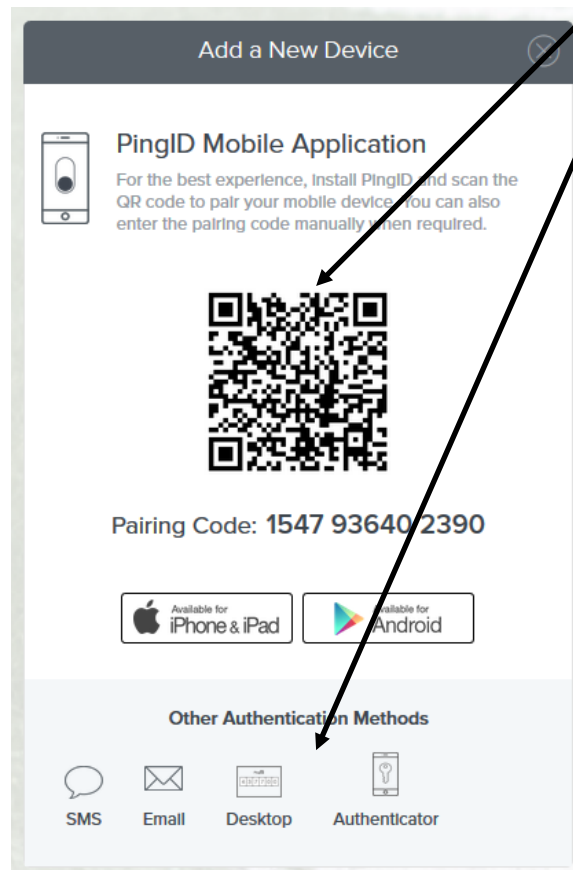 Add a New Device
PingID Mobile Application
For the best experience, install PingID and scan the
QR code to pair your mobile device. You can also
enter the pairing code manually when required.
Pairing Code: 1547 93640 2390
Available for
iPhone & iPad
Available for
Android
Other Authentication Methods
SMS
Email
Desktop
Authenticator